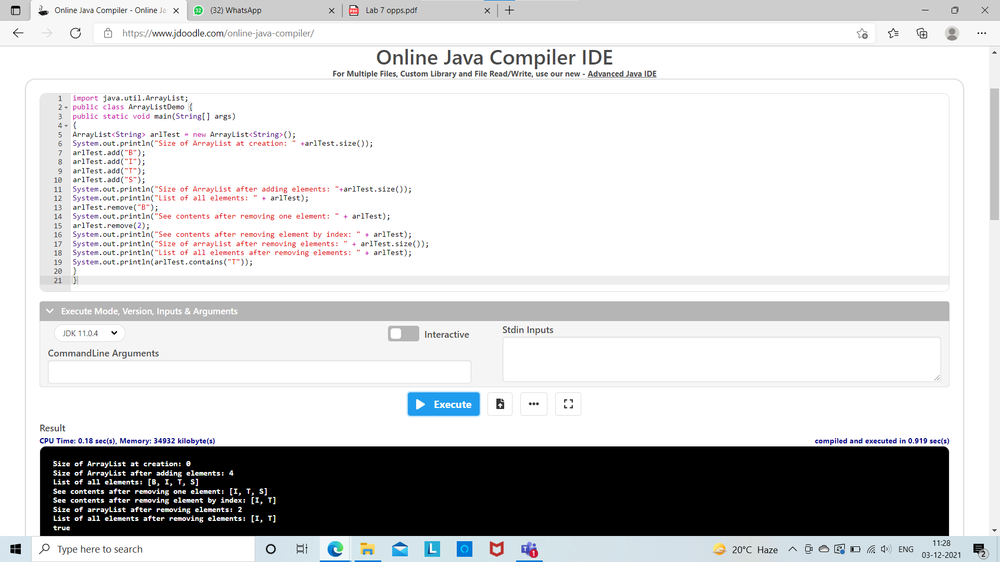 Online Java Compiler - Online Ja
32
(32) WhatsApp
PDF
Lab 7 opps.pdf
https://www.jdoodle.com/online-java-compiler/
Online Java Compiler IDE
For Multiple Files, Custom Library and File Read/Write, use our new - Advanced Java IDE
1 import java.util.ArrayList;
2 public class ArrayListDemo {
3 public static void main(String[] args)
4 {
5 ArrayList<String> arlTest = new ArrayList<String>();
6 System.out.println("Size of ArrayList at creation: " +arlTest.size());
7 arlTest.add("B");
8 arlTest.add("I");
9 arlTest.add("T");
10 arlTest.add("S");
11 System.out.println("Size of ArrayList after adding elements: "+arlTest.size());
12 System.out.println("List of all elements: " + arlTest);
13 arlTest.remove("B");
14 System.out.println("See contents after removing one element: " + arlTest);
15 arlTest.remove(2);
16 System.out.println("See contents after removing element by index: " + arlTest);
17 System.out.println("Size of arrayList after removing elements: " + arlTest.size());
18 System.out.println("List of all elements after removing elements: " + arlTest);
19 System.out.println(arlTest.contains("T"));
20 }
21 }
Execute Mode, Version, Inputs & Arguments
JDK 11.0.4
Interactive
Stdin Inputs
CommandLine Arguments
Execute
Result
CPU Time: 0.18 sec(s), Memory: 34932 kilobyte(s)
compiled and executed in 0.919 sec(s)
Size of ArrayList at creation: 0
Size of ArrayList after adding elements: 4
List of all elements: [B, I, T, S]
See contents after removing one element: [I, T, S]
See contents after removing element by index: [I, T]
Size of arrayList after removing elements: 2
List of all elements after removing elements: [I, T]
true
Type here to search
L
1
20°C Haze
ENG
11:28
03-12-2021
2